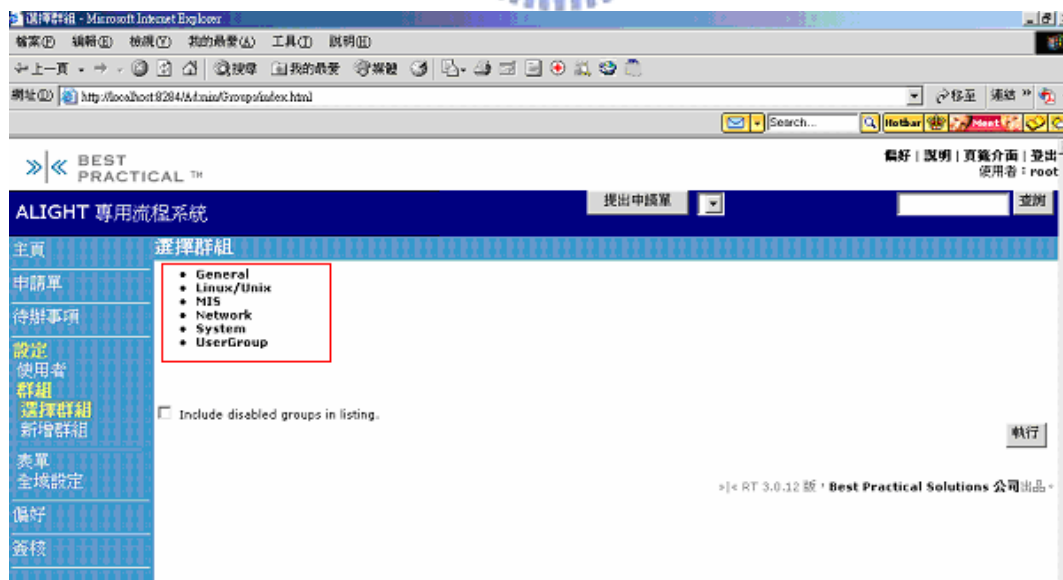 選擇群組 - Microsoft Internet Explorer
檔案(F) 編輯(E) 檢視(V) 我的最愛(A) 工具(T) 說明(H)
上一頁 搜尋 我的最愛 媒體
網址(D) http://localhost:8284/Admin/Groups/index.html 移至 連結 »
Search... Hotbar Meet
»|« BEST PRACTICAL TM
偏好 | 說明 | 頁籤介面 | 登出
使用者：root
ALIGHT 專用流程系統 提出申請單 查詢
主頁
申請單
待辦事項
設定
使用者
群組
選擇群組
新增群組
表單
全域設定
偏好
簽核
選擇群組
• General
• Linux/Unix
• MIS
• Network
• System
• UserGroup
Include disabled groups in listing.
執行
»|« RT 3.0.12 版，Best Practical Solutions 公司出品。